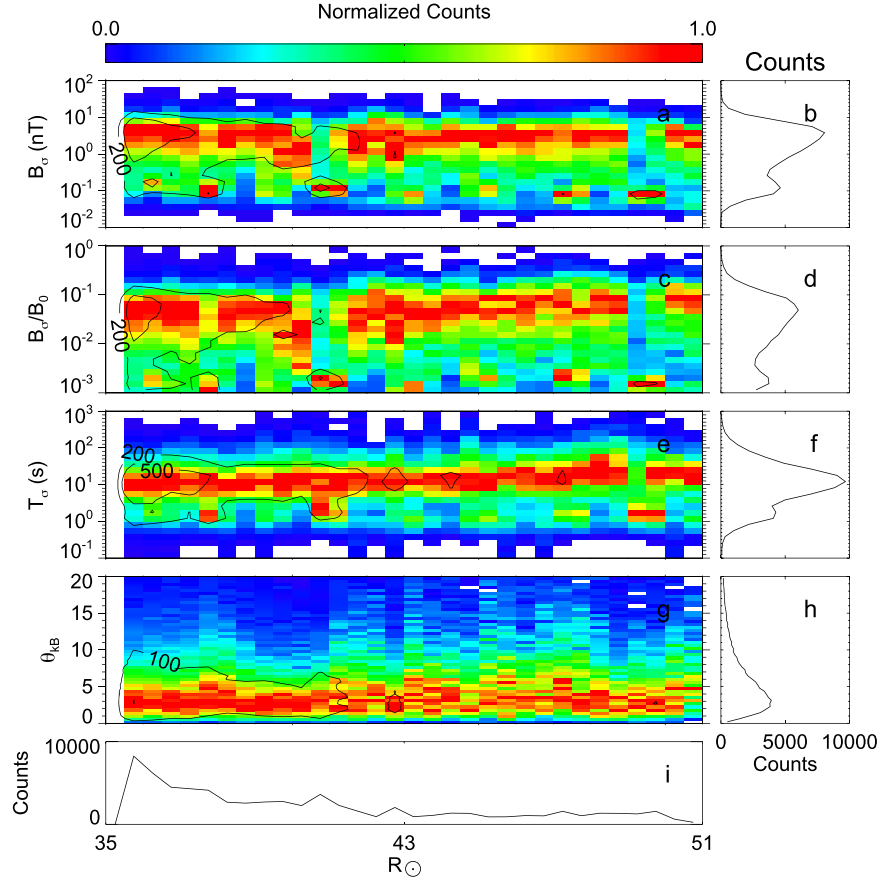 Normalized Counts
0.0 1.0
Counts
10² 10¹ 10⁰ 10⁻¹ 10⁻²
B_σ (nT)
200
a
b
10⁰ 10⁻¹ 10⁻² 10⁻³
B_σ/B₀
200
c
d
10³ 10² 10¹ 10⁰ 10⁻¹
T_σ (s)
200
500
e
f
20 15 10 5 0
θ_kB
100
g
h
0 5000 10000
Counts
10000
0
Counts
i
35 43 51
R_⊙